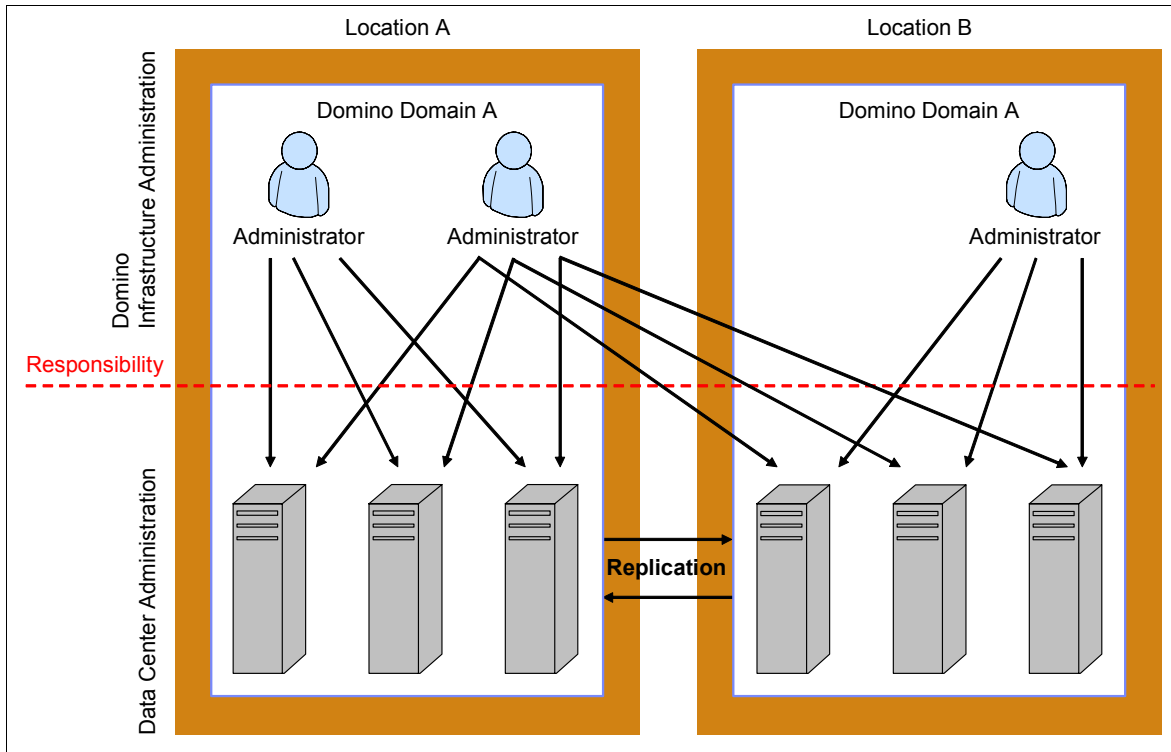 Location A
Location B
Domino Domain A
Domino Domain A
Administrator
Administrator
Administrator
Domino
Infrastructure Administration
Responsibility
Data Center Administration
Replication